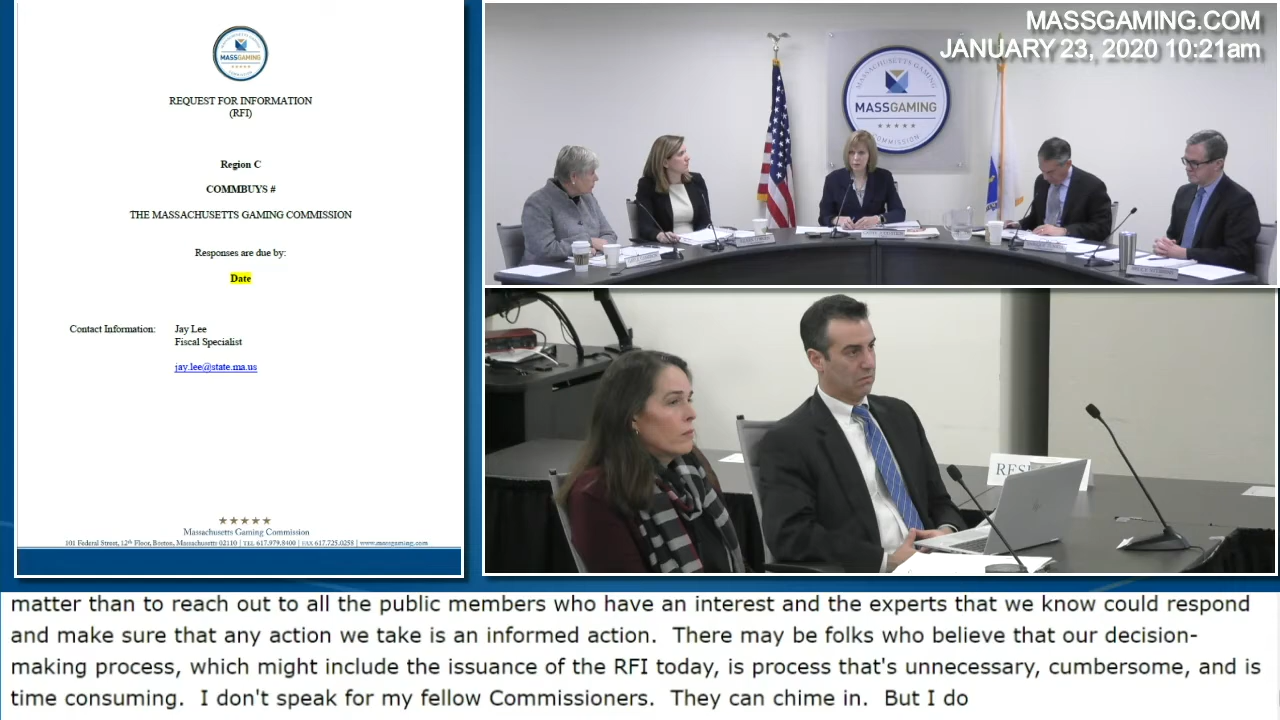 MASSGAMING
REQUEST FOR INFORMATION
(RFI)
Region C
COMMBUYS #
THE MASSACHUSETTS GAMING COMMISSION
Responses are due by:
Date
Contact Information: Jay Lee
Fiscal Specialist
jay.lee@state.ma.us
★★★★★
Massachusetts Gaming Commission
101 Federal Street, 12th Floor, Boston, Massachusetts 02110 | TEL 617.979.8400 | FAX 617.725.0258 | www.massgaming.com
MASSGAMING.COM
JANUARY 23, 2020 10:21am
MASSACHUSETTS GAMING
MASSGAMING
★★★★★
COMMISSION
matter than to reach out to all the public members who have an interest and the experts that we know could respond
and make sure that any action we take is an informed action.  There may be folks who believe that our decision-
making process, which might include the issuance of the RFI today, is process that's unnecessary, cumbersome, and is
time consuming.  I don't speak for my fellow Commissioners.  They can chime in.  But I do